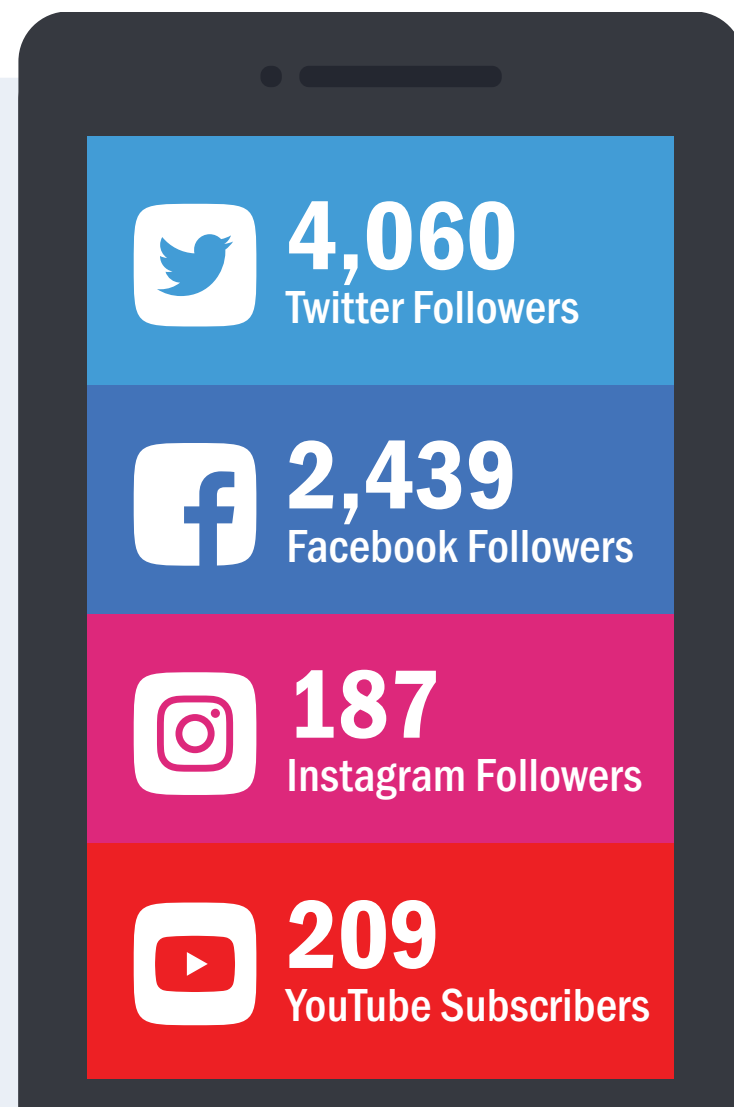 4,060
Twitter Followers
2,439
Facebook Followers
187
Instagram Followers
209
YouTube Subscribers